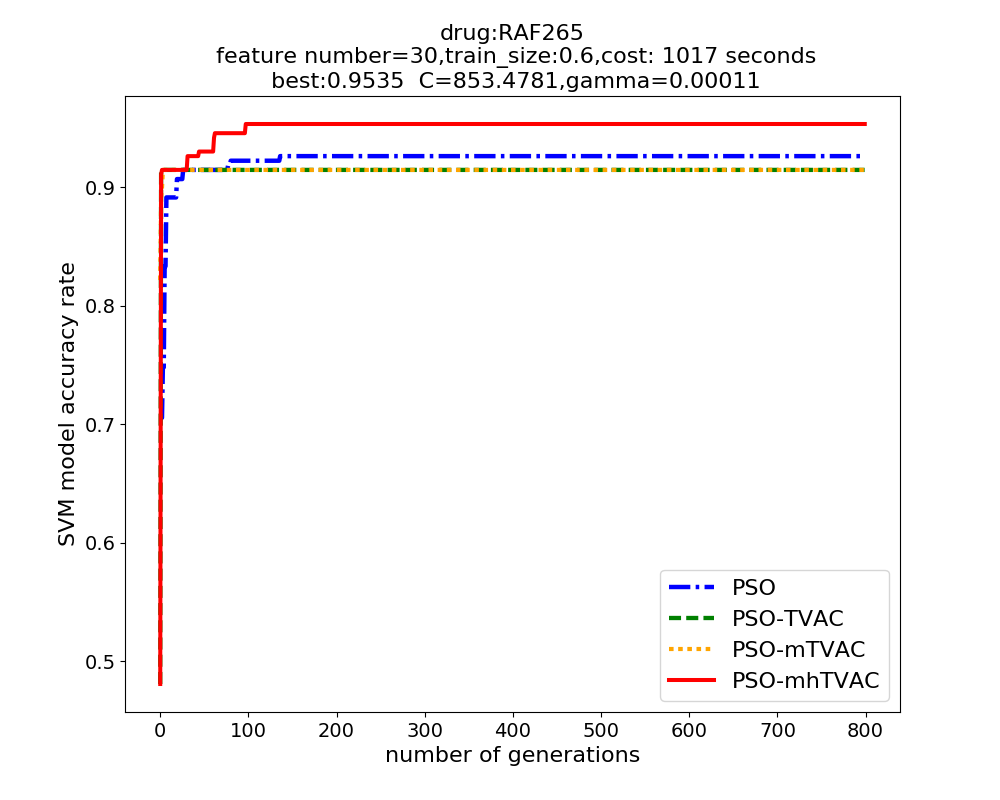 drug:RAF265
feature number=30,train_size:0.6,cost: 1017 seconds
best:0.9535  C=853.4781,gamma=0.00011
SVM model accuracy rate
0.9
0.8
0.7
0.6
0.5
PSO
PSO-TVAC
PSO-mTVAC
PSO-mhTVAC
0 100 200 300 400 500 600 700 800
number of generations